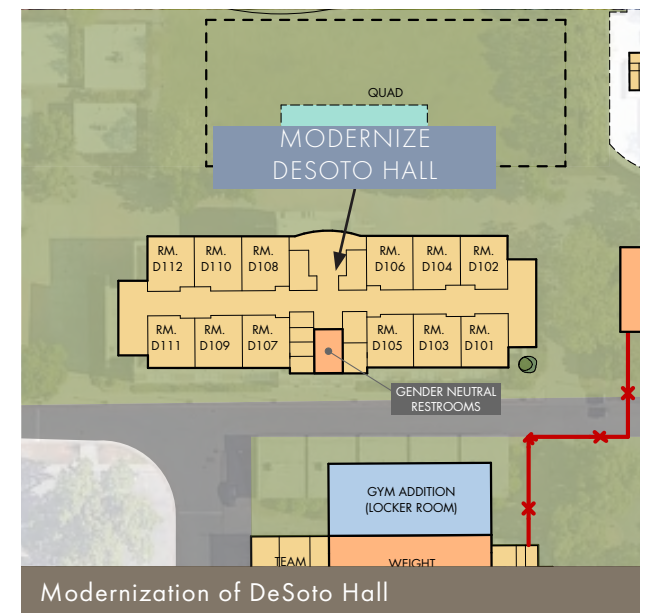 QUAD
MODERNIZE
DESOTO HALL
RM.
D112
RM.
D110
RM.
D108
RM.
D106
RM.
D104
RM.
D102
RM.
D111
RM.
D109
RM.
D107
RM.
D105
RM.
D103
RM.
D101
GENDER NEUTRAL
RESTROOMS
GYM ADDITION
(LOCKER ROOM)
TEAM
WEIGHT
Modernization of DeSoto Hall